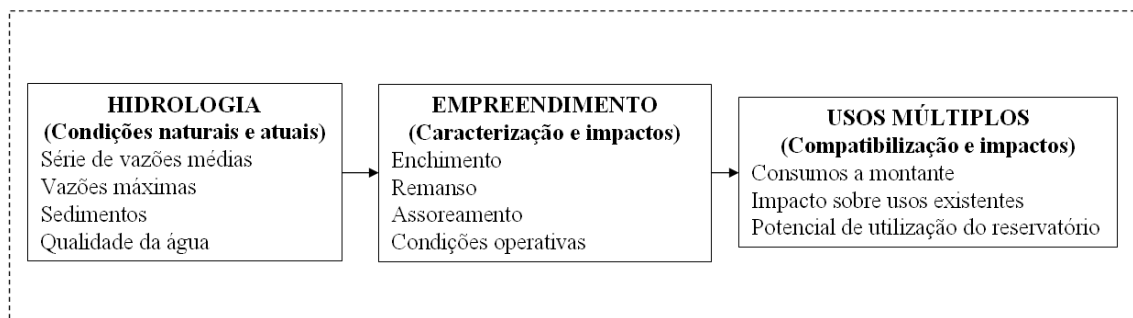 HIDROLOGIA
(Condições naturais e atuais)
Série de vazões médias
Vazões máximas
Sedimentos
Qualidade da água
EMPREENDIMENTO
(Caracterização e impactos)
Enchimento
Remanso
Assoreamento
Condições operativas
USOS MÚLTIPLOS
(Compatibilização e impactos)
Consumos a montante
Impacto sobre usos existentes
Potencial de utilização do reservatório